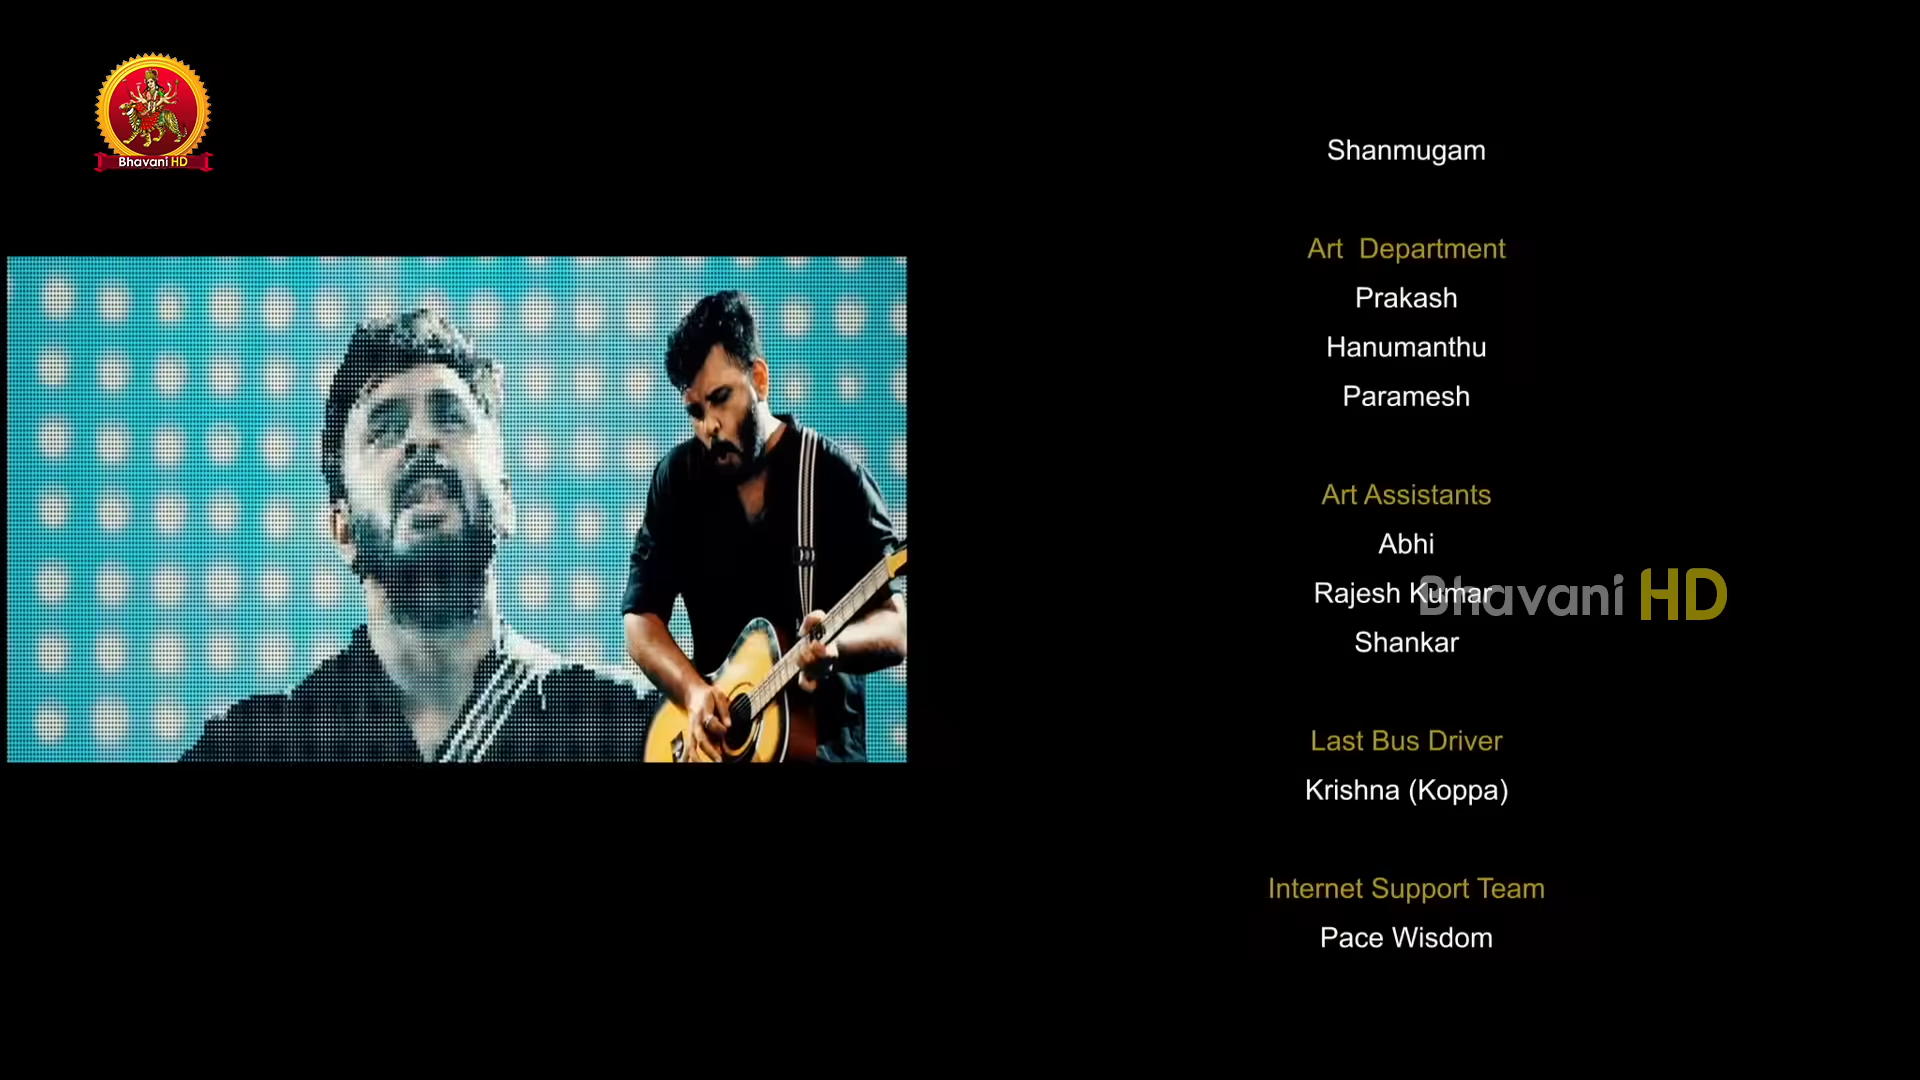 Bhavani HD
Shanmugam
Art Department
Prakash
Hanumanthu
Paramesh
Art Assistants
Abhi
Rajesh Kumar
Bhavani HD
Shankar
Last Bus Driver
Krishna (Koppa)
Internet Support Team
Pace Wisdom